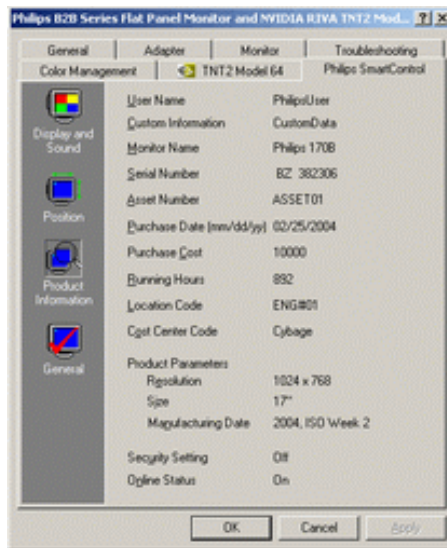 Philips B2B Series Flat Panel Monitor and NVIDIA RIVA TNT2 Mod...
General Adapter Monitor Troubleshooting
Color Management TNT2 Model 64 Philips SmartControl
Display and Sound
Position
Product Information
General
User Name PhilipsUser
Custom Information CustomData
Monitor Name Philips 170B
Serial Number BZ 382306
Asset Number ASSET01
Purchase Date (mm/dd/yy) 02/25/2004
Purchase Cost 10000
Running Hours 892
Location Code ENG#01
Cost Center Code Cybage
Product Parameters
Resolution 1024 x 768
Size 17"
Manufacturing Date 2004, ISO Week 2
Security Setting Off
Online Status On
OK Cancel Apply